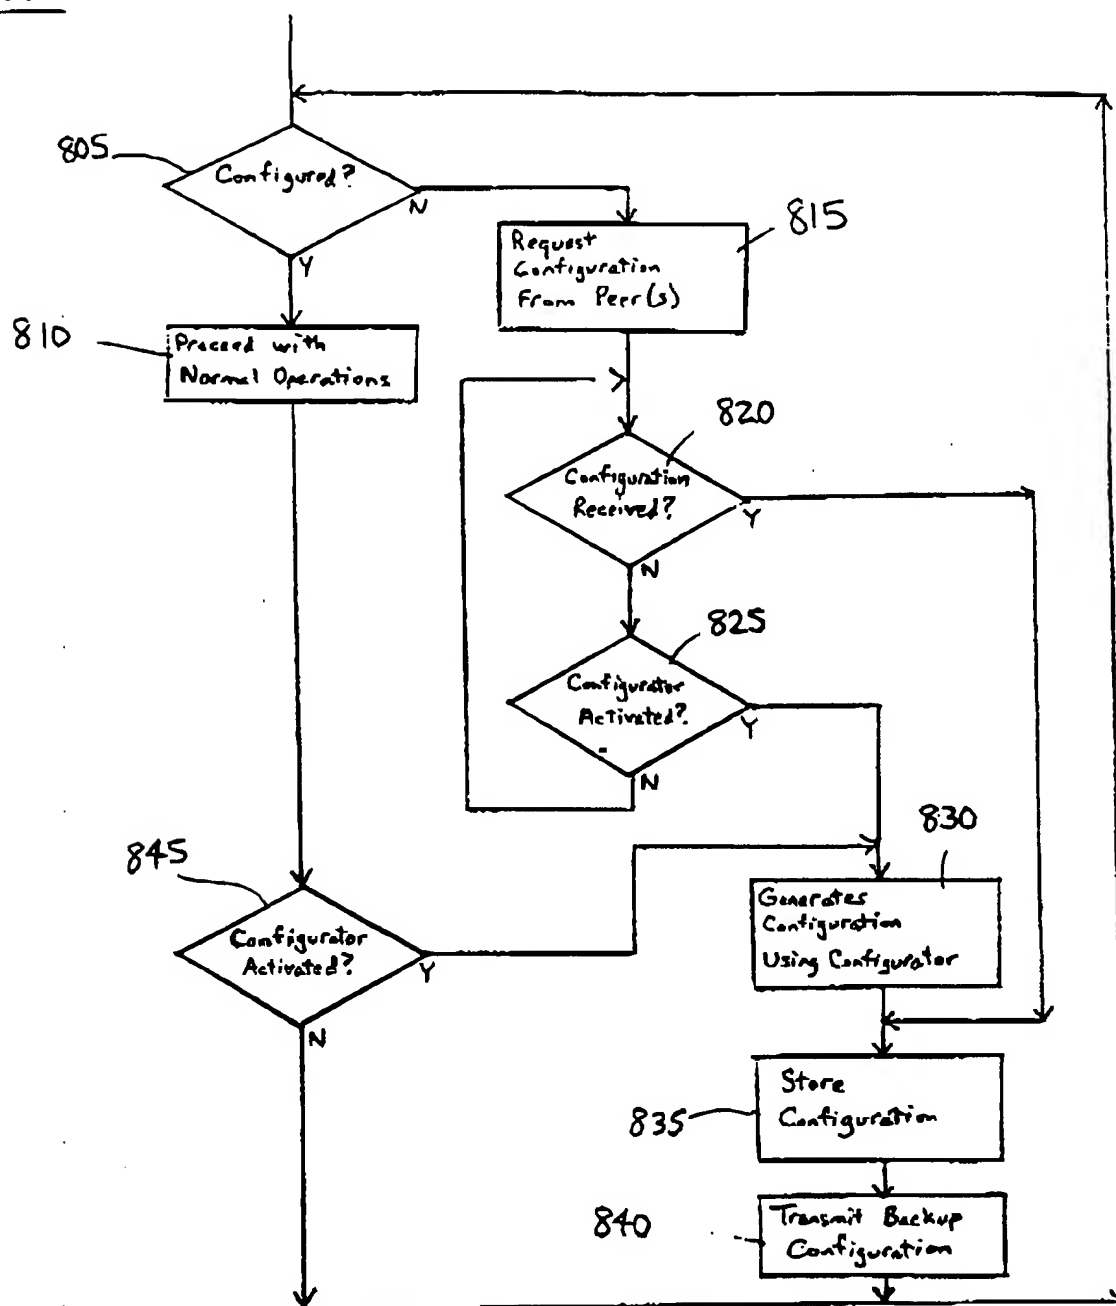 805
Configured?
N
Y
815
Request
Configuration
From Peer(s)
810
Proceed with
Normal Operations
820
Configuration
Received?
Y
N
825
Configurator
Activated?
Y
N
830
845
Configurator
Activated?
Y
N
Generates
Configuration
Using Configurator
Store
Configuration
835
Transmit Backup
Configuration
840